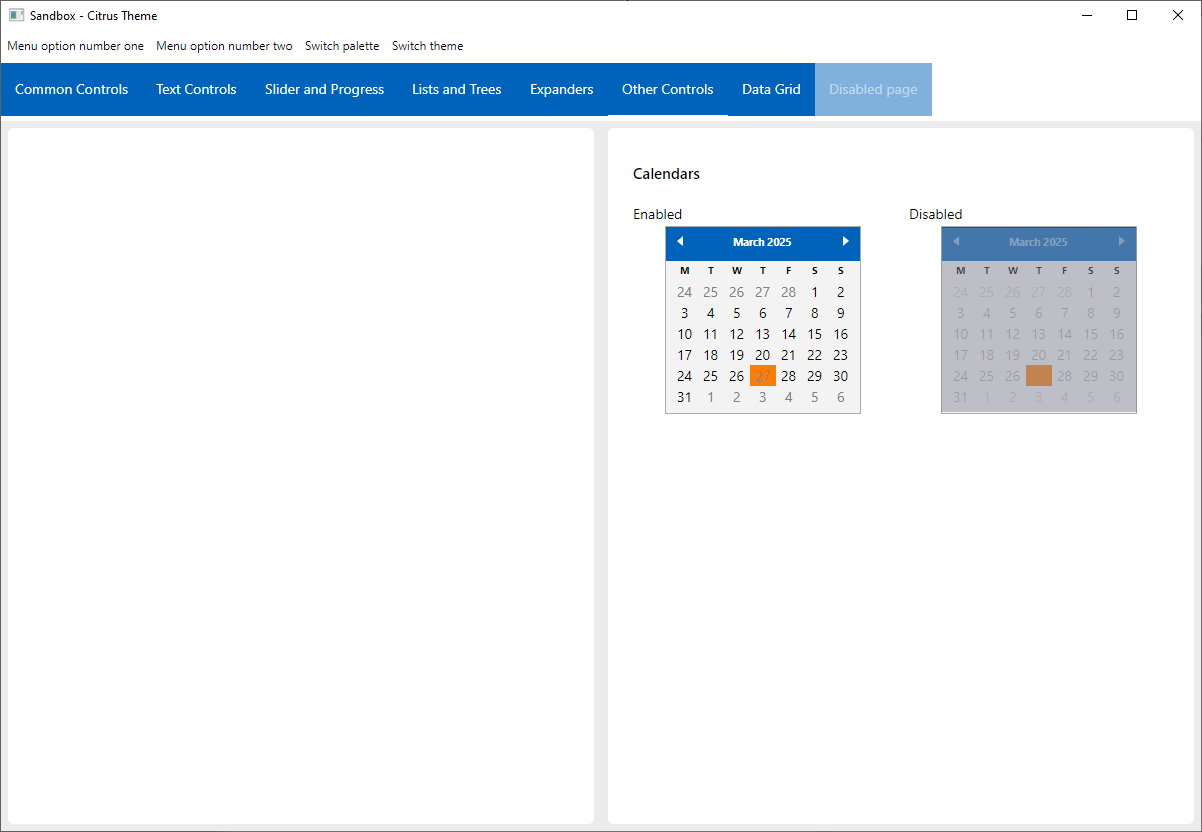 Sandbox - Citrus Theme
Menu option number one Menu option number two Switch palette Switch theme
Common Controls Text Controls Slider and Progress Lists and Trees Expanders Other Controls Data Grid Disabled page
Calendars
Enabled
March 2025
M T W T F S S
24 25 26 27 28 1 2
3 4 5 6 7 8 9
10 11 12 13 14 15 16
17 18 19 20 21 22 23
24 25 26 27 28 29 30
31 1 2 3 4 5 6
Disabled
March 2025
M T W T F S S
24 25 26 27 28 1 2
3 4 5 6 7 8 9
10 11 12 13 14 15 16
17 18 19 20 21 22 23
24 25 26 28 29 30
31 1 2 3 4 5 6